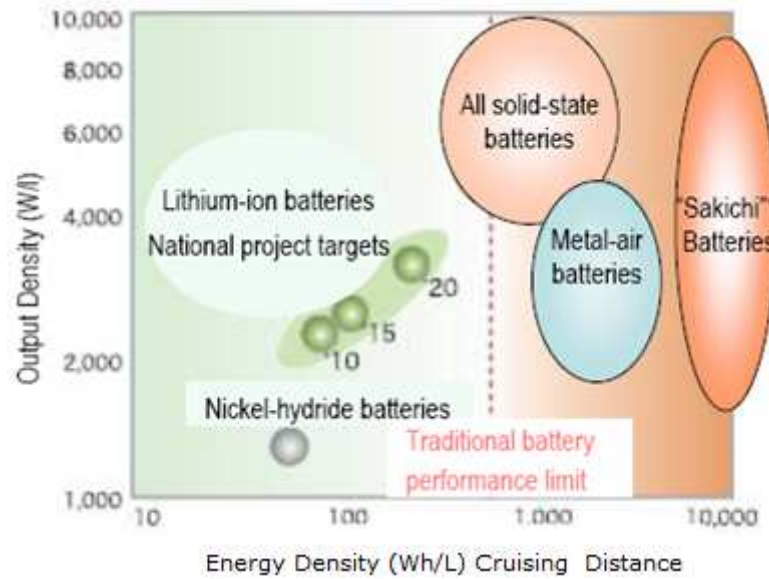 10,000
8,000
6,000
4,000
2,000
1,000
Output Density (W/l)
All solid-state
batteries
Lithium-ion batteries
National project targets
"Sakichi"
Batteries
Metal-air
batteries
'20
'15
'10
Nickel-hydride batteries
Traditional battery
performance limit
10
100
1.000
10,000
Energy Density (Wh/L) Cruising Distance